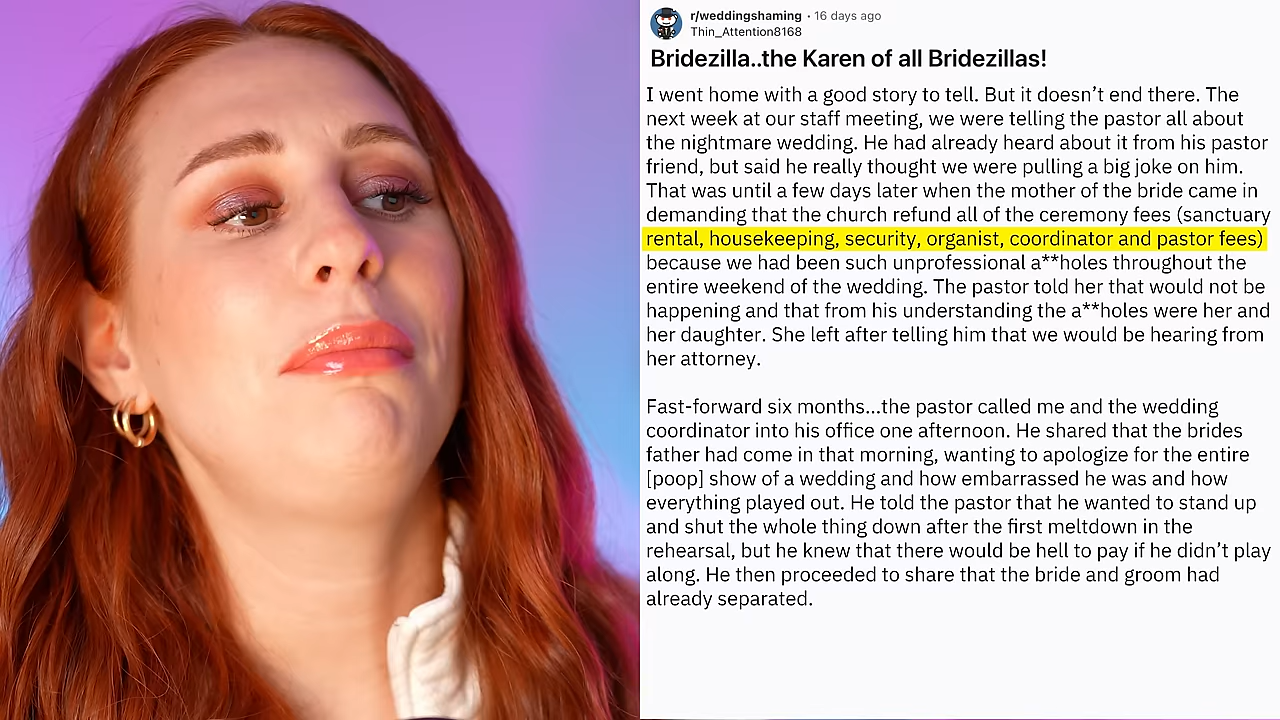 r/weddingshaming • 16 days ago
Thin_Attention8168
Bridezilla..the Karen of all Bridezillas!
I went home with a good story to tell. But it doesn’t end there. The
next week at our staff meeting, we were telling the pastor all about
the nightmare wedding. He had already heard about it from his pastor
friend, but said he really thought we were pulling a big joke on him.
That was until a few days later when the mother of the bride came in
demanding that the church refund all of the ceremony fees (sanctuary
rental, housekeeping, security, organist, coordinator and pastor fees)
because we had been such unprofessional a**holes throughout the
entire weekend of the wedding. The pastor told her that would not be
happening and that from his understanding the a**holes were her and
her daughter. She left after telling him that we would be hearing from
her attorney.
Fast-forward six months...the pastor called me and the wedding
coordinator into his office one afternoon. He shared that the brides
father had come in that morning, wanting to apologize for the entire
[poop] show of a wedding and how embarrassed he was and how
everything played out. He told the pastor that he wanted to stand up
and shut the whole thing down after the first meltdown in the
rehearsal, but he knew that there would be hell to pay if he didn’t play
along. He then proceeded to share that the bride and groom had
already separated.